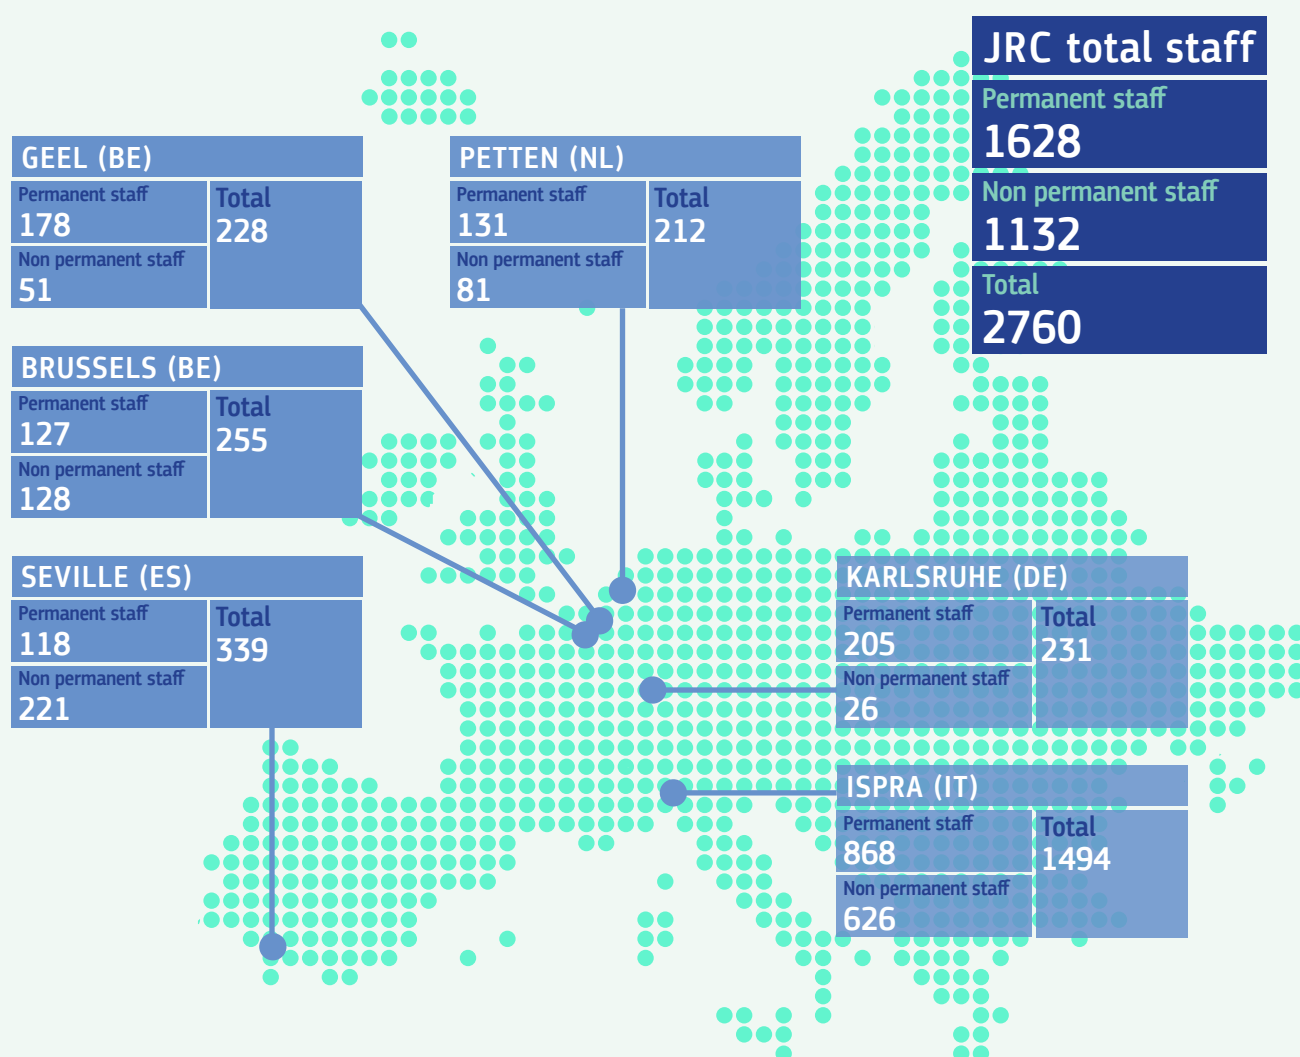 JRC total staff
Permanent staff
1628
Non permanent staff
1132
Total
2760
GEEL (BE)
Permanent staff
178
Non permanent staff
51
Total
228
PETTEN (NL)
Permanent staff
131
Non permanent staff
81
Total
212
BRUSSELS (BE)
Permanent staff
127
Non permanent staff
128
Total
255
SEVILLE (ES)
Permanent staff
118
Non permanent staff
221
Total
339
KARLSRUHE (DE)
Permanent staff
205
Non permanent staff
26
Total
231
ISPRA (IT)
Permanent staff
868
Non permanent staff
626
Total
1494